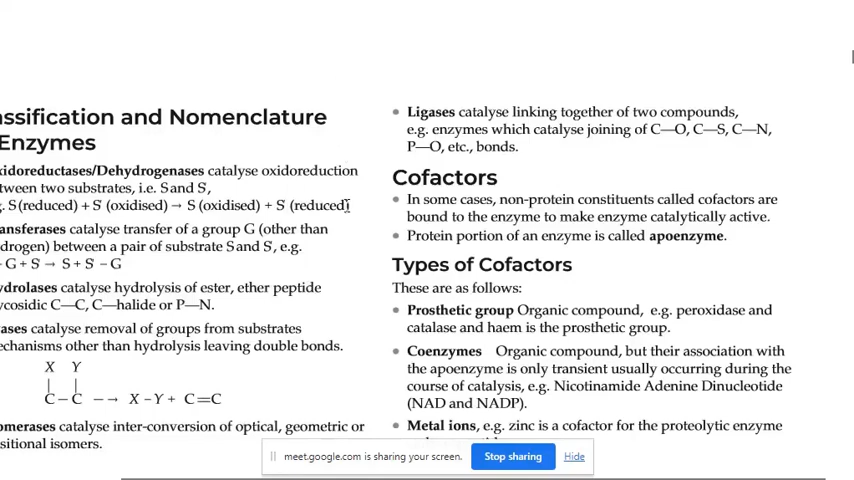 assification and Nomenclature
Enzymes
xidoreductases/Dehydrogenases catalyse oxidoreduction
tween two substrates, i.e. S and S',
g. S (reduced) + S' (oxidised) → S (oxidised) + S' (reduced)
ansferases catalyse transfer of a group G (other than
drogen) between a pair of substrate S and S', e.g.
– G + S' → S + S' – G
ydrolases catalyse hydrolysis of ester, ether peptide
ycosidic C—C, C—halide or P—N.
ases catalyse removal of groups from substrates
echanisms other than hydrolysis leaving double bonds.
X Y
| |
C – C —→ X – Y + C=C
omerases catalyse inter-conversion of optical, geometric or
sitional isomers.
• Ligases catalyse linking together of two compounds,
e.g. enzymes which catalyse joining of C—O, C—S, C—N,
P—O, etc., bonds.
Cofactors
• In some cases, non-protein constituents called cofactors are
bound to the enzyme to make enzyme catalytically active.
• Protein portion of an enzyme is called apoenzyme.
Types of Cofactors
These are as follows:
• Prosthetic group Organic compound, e.g. peroxidase and
catalase and haem is the prosthetic group.
• Coenzymes Organic compound, but their association with
the apoenzyme is only transient usually occurring during the
course of catalysis, e.g. Nicotinamide Adenine Dinucleotide
(NAD and NADP).
• Metal ions, e.g. zinc is a cofactor for the proteolytic enzyme
meet.google.com is sharing your screen. Stop sharing Hide